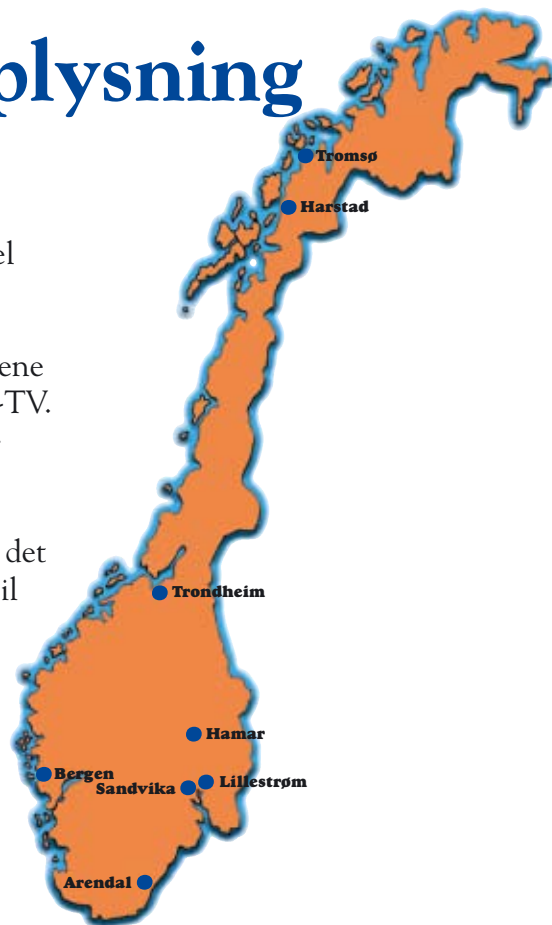 plysning
Tromsø
Harstad
el
ene
-TV.
det
il
Trondheim
Hamar
Bergen
Lillestrøm
Sandvika
Arendal